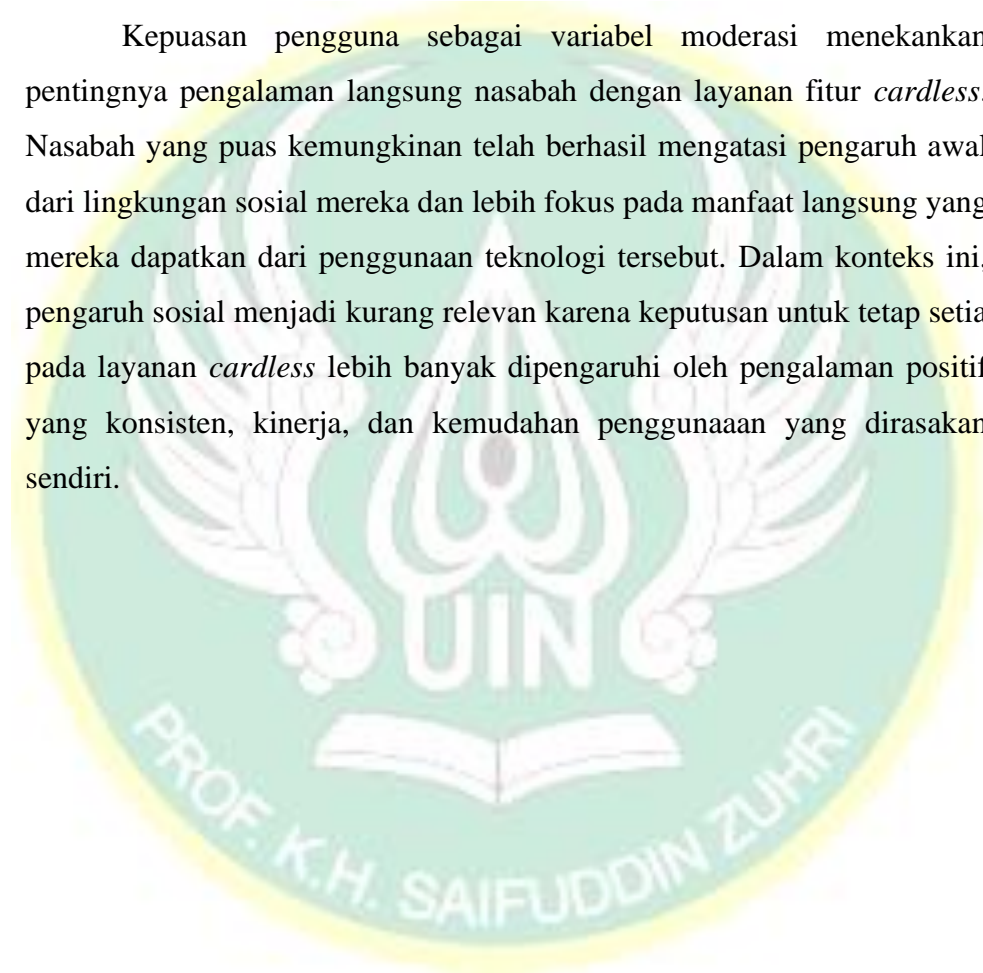 Kepuasan pengguna sebagai variabel moderasi menekankan
pentingnya pengalaman langsung nasabah dengan layanan fitur cardless.
Nasabah yang puas kemungkinan telah berhasil mengatasi pengaruh awal
dari lingkungan sosial mereka dan lebih fokus pada manfaat langsung yang
mereka dapatkan dari penggunaan teknologi tersebut. Dalam konteks ini,
pengaruh sosial menjadi kurang relevan karena keputusan untuk tetap setia
pada layanan cardless lebih banyak dipengaruhi oleh pengalaman positif
yang konsisten, kinerja, dan kemudahan penggunaaan yang dirasakan
sendiri.
UIN
PROF. K.H. SAIFUDDIN ZUHRI